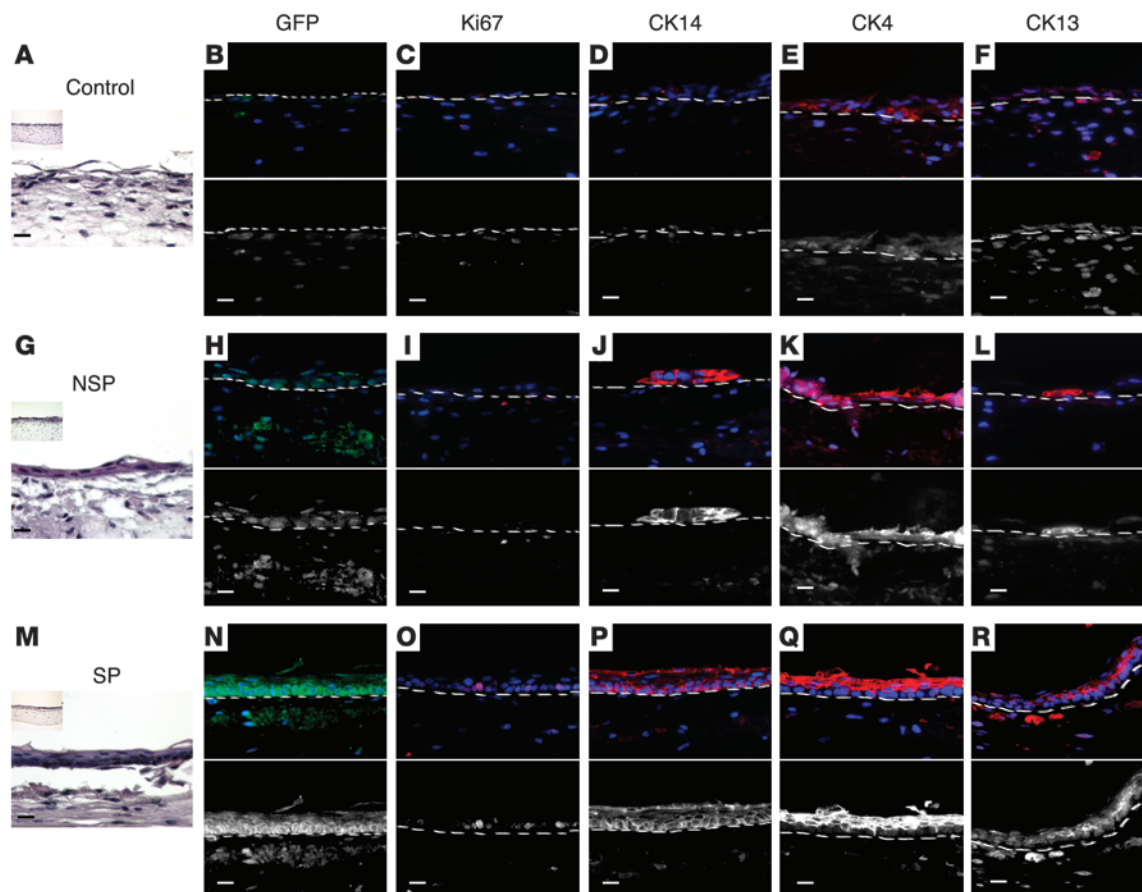 GFP Ki67 CK14 CK4 CK13
A B C D E F
Control
G H I J K L
NSP
M N O P Q R
SP